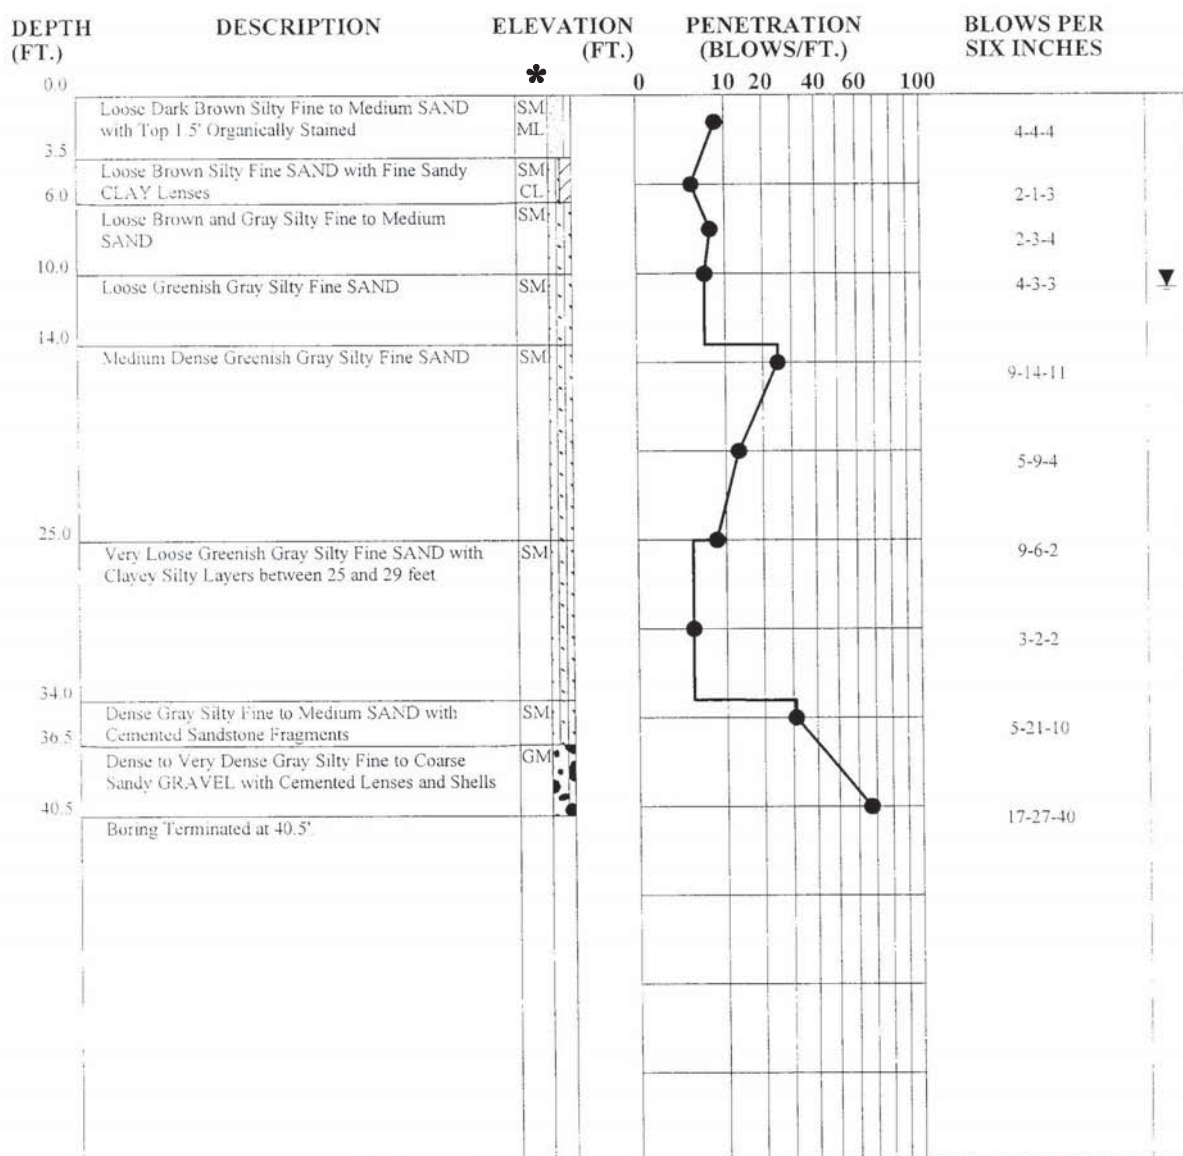 DEPTH DESCRIPTION ELEVATION PENETRATION BLOWS PER
(FT.) (FT.) (BLOWS/FT.) SIX INCHES
*
0.0 0 10 20 40 60 100
Loose Dark Brown Silty Fine to Medium SAND SM
with Top 1.5' Organically Stained ML 4-4-4
3.5
Loose Brown Silty Fine SAND with Fine Sandy SM
6.0 CLAY Lenses CL 2-1-3
Loose Brown and Gray Silty Fine to Medium SM
SAND 2-3-4
10.0
Loose Greenish Gray Silty Fine SAND SM 4-3-3
14.0
Medium Dense Greenish Gray Silty Fine SAND SM
9-14-11
5-9-4
25.0
Very Loose Greenish Gray Silty Fine SAND with SM 9-6-2
Clayey Silty Layers between 25 and 29 feet
3-2-2
34.0
Dense Gray Silty Fine to Medium SAND with SM
36.5 Cemented Sandstone Fragments 5-21-10
Dense to Very Dense Gray Silty Fine to Coarse GM
Sandy GRAVEL with Cemented Lenses and Shells
40.5 17-27-40
Boring Terminated at 40.5'